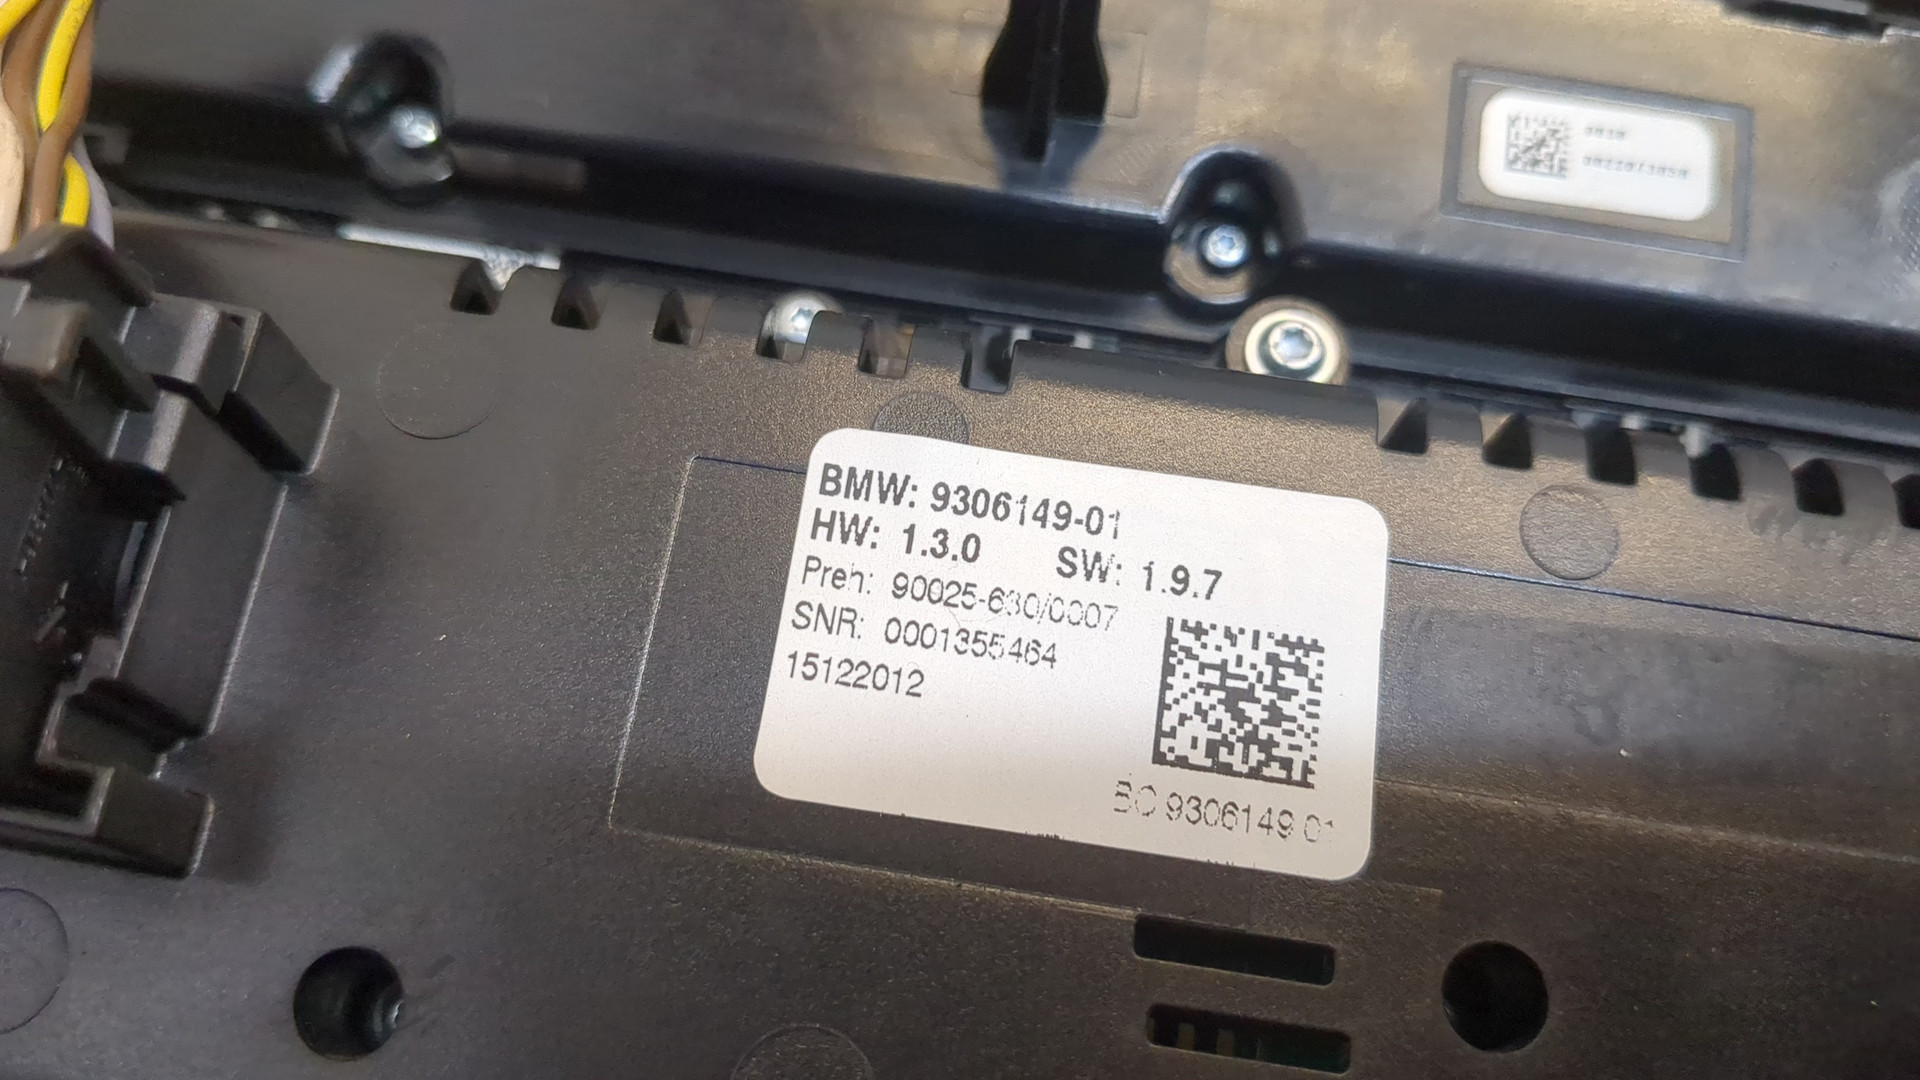 BMW: 9306149-01
HW: 1.3.0 SW: 1.9.7
Preh: 90025-630/0007
SNR: 0001355464
15122012
BC 9306149 01